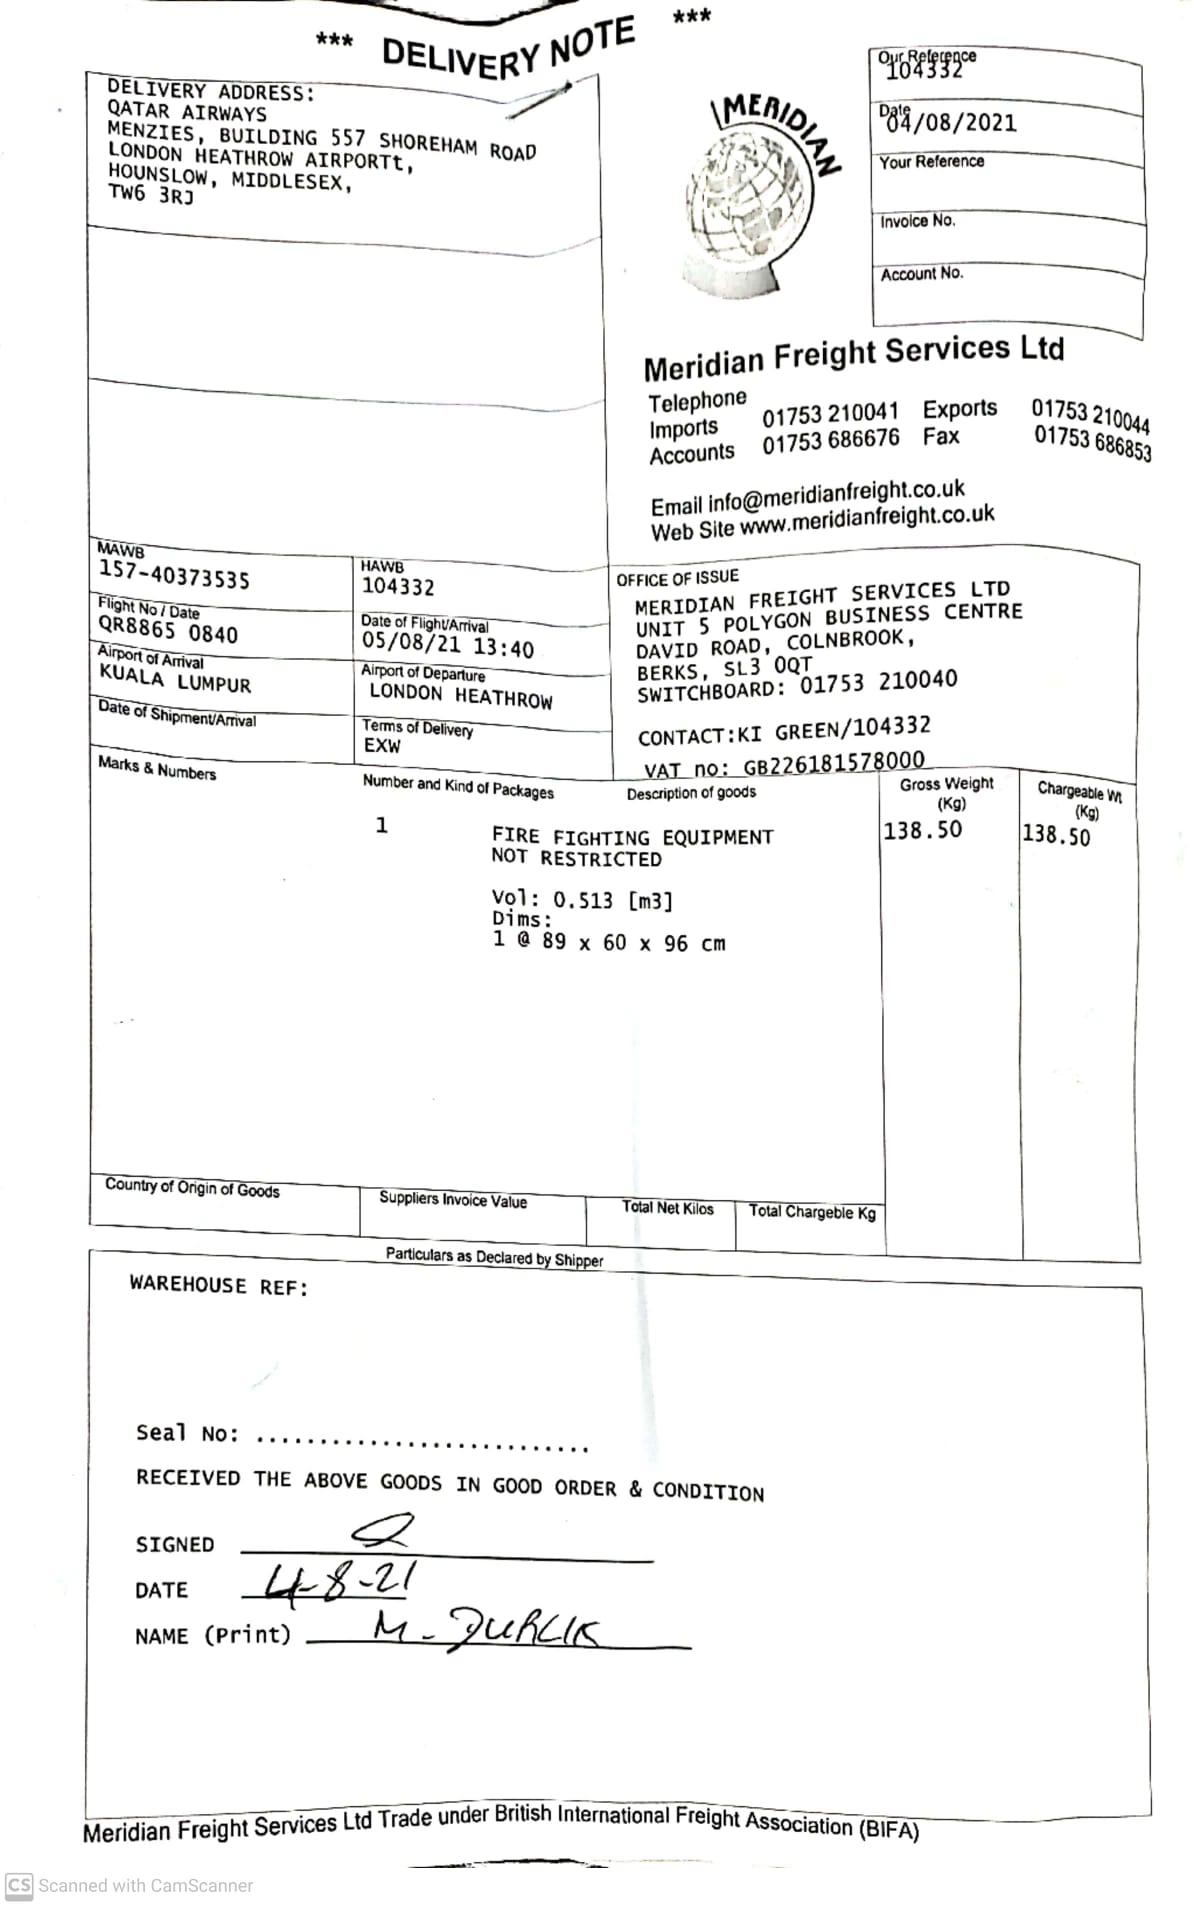 *** DELIVERY NOTE ***
DELIVERY ADDRESS:
QATAR AIRWAYS
MENZIES, BUILDING 557 SHOREHAM ROAD
LONDON HEATHROW AIRPORTt,
HOUNSLOW, MIDDLESEX,
TW6 3RJ
MERIDIAN
Our Reference
104332
Date
04/08/2021
Your Reference
Invoice No.
Account No.
Meridian Freight Services Ltd
Telephone
Imports 01753 210041 Exports 01753 210044
Accounts 01753 686676 Fax 01753 686853
Email info@meridianfreight.co.uk
Web Site www.meridianfreight.co.uk
MAWB
157-40373535
HAWB
104332
Flight No / Date
QR8865 0840
Date of Flight/Arrival
05/08/21 13:40
Airport of Arrival
KUALA LUMPUR
Airport of Departure
LONDON HEATHROW
Date of Shipment/Arrival
Terms of Delivery
EXW
OFFICE OF ISSUE
MERIDIAN FREIGHT SERVICES LTD
UNIT 5 POLYGON BUSINESS CENTRE
DAVID ROAD, COLNBROOK,
BERKS, SL3 0QT
SWITCHBOARD: 01753 210040
CONTACT:KI GREEN/104332
VAT no: GB226181578000
Marks & Numbers
Number and Kind of Packages
Description of goods
Gross Weight
(Kg)
Chargeable Wt
(Kg)
1
FIRE FIGHTING EQUIPMENT
NOT RESTRICTED
138.50
138.50
Vol: 0.513 [m3]
Dims:
1 @ 89 x 60 x 96 cm
Country of Origin of Goods
Suppliers Invoice Value
Total Net Kilos
Total Chargeble Kg
Particulars as Declared by Shipper
WAREHOUSE REF:
Seal No: ...........................
RECEIVED THE ABOVE GOODS IN GOOD ORDER & CONDITION
SIGNED
DATE 4-8-21
NAME (Print) M. DURLIK
Meridian Freight Services Ltd Trade under British International Freight Association (BIFA)
CS Scanned with CamScanner